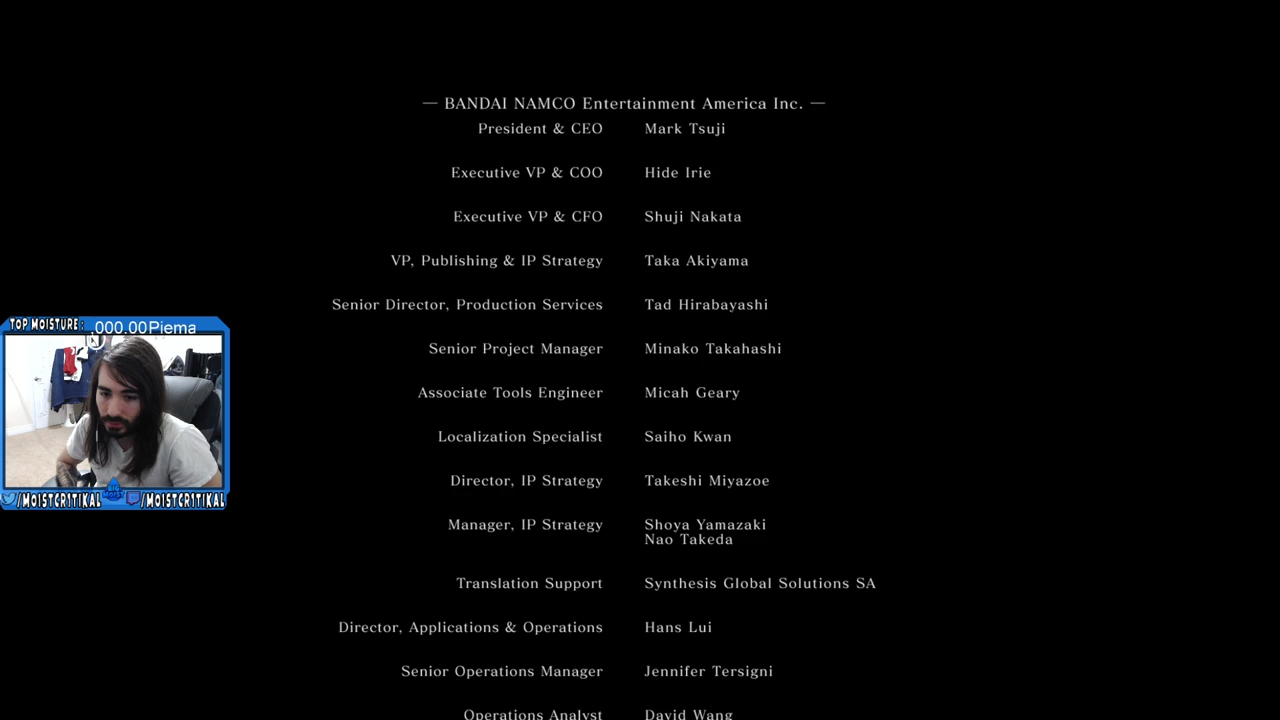 — BANDAI NAMCO Entertainment America Inc. —
President & CEO Mark Tsuji
Executive VP & COO Hide Irie
Executive VP & CFO Shuji Nakata
VP, Publishing & IP Strategy Taka Akiyama
Senior Director, Production Services Tad Hirabayashi
TOP MOISTURE: ,000.00Piema
Senior Project Manager Minako Takahashi
Associate Tools Engineer Micah Geary
Localization Specialist Saiho Kwan
Director, IP Strategy Takeshi Miyazoe
/MOISTCR1TIKAL BIG MOIST /MOISTCR1TIKAL
Manager, IP Strategy Shoya Yamazaki
Nao Takeda
Translation Support Synthesis Global Solutions SA
Director, Applications & Operations Hans Lui
Senior Operations Manager Jennifer Tersigni
Operations Analyst David Wang